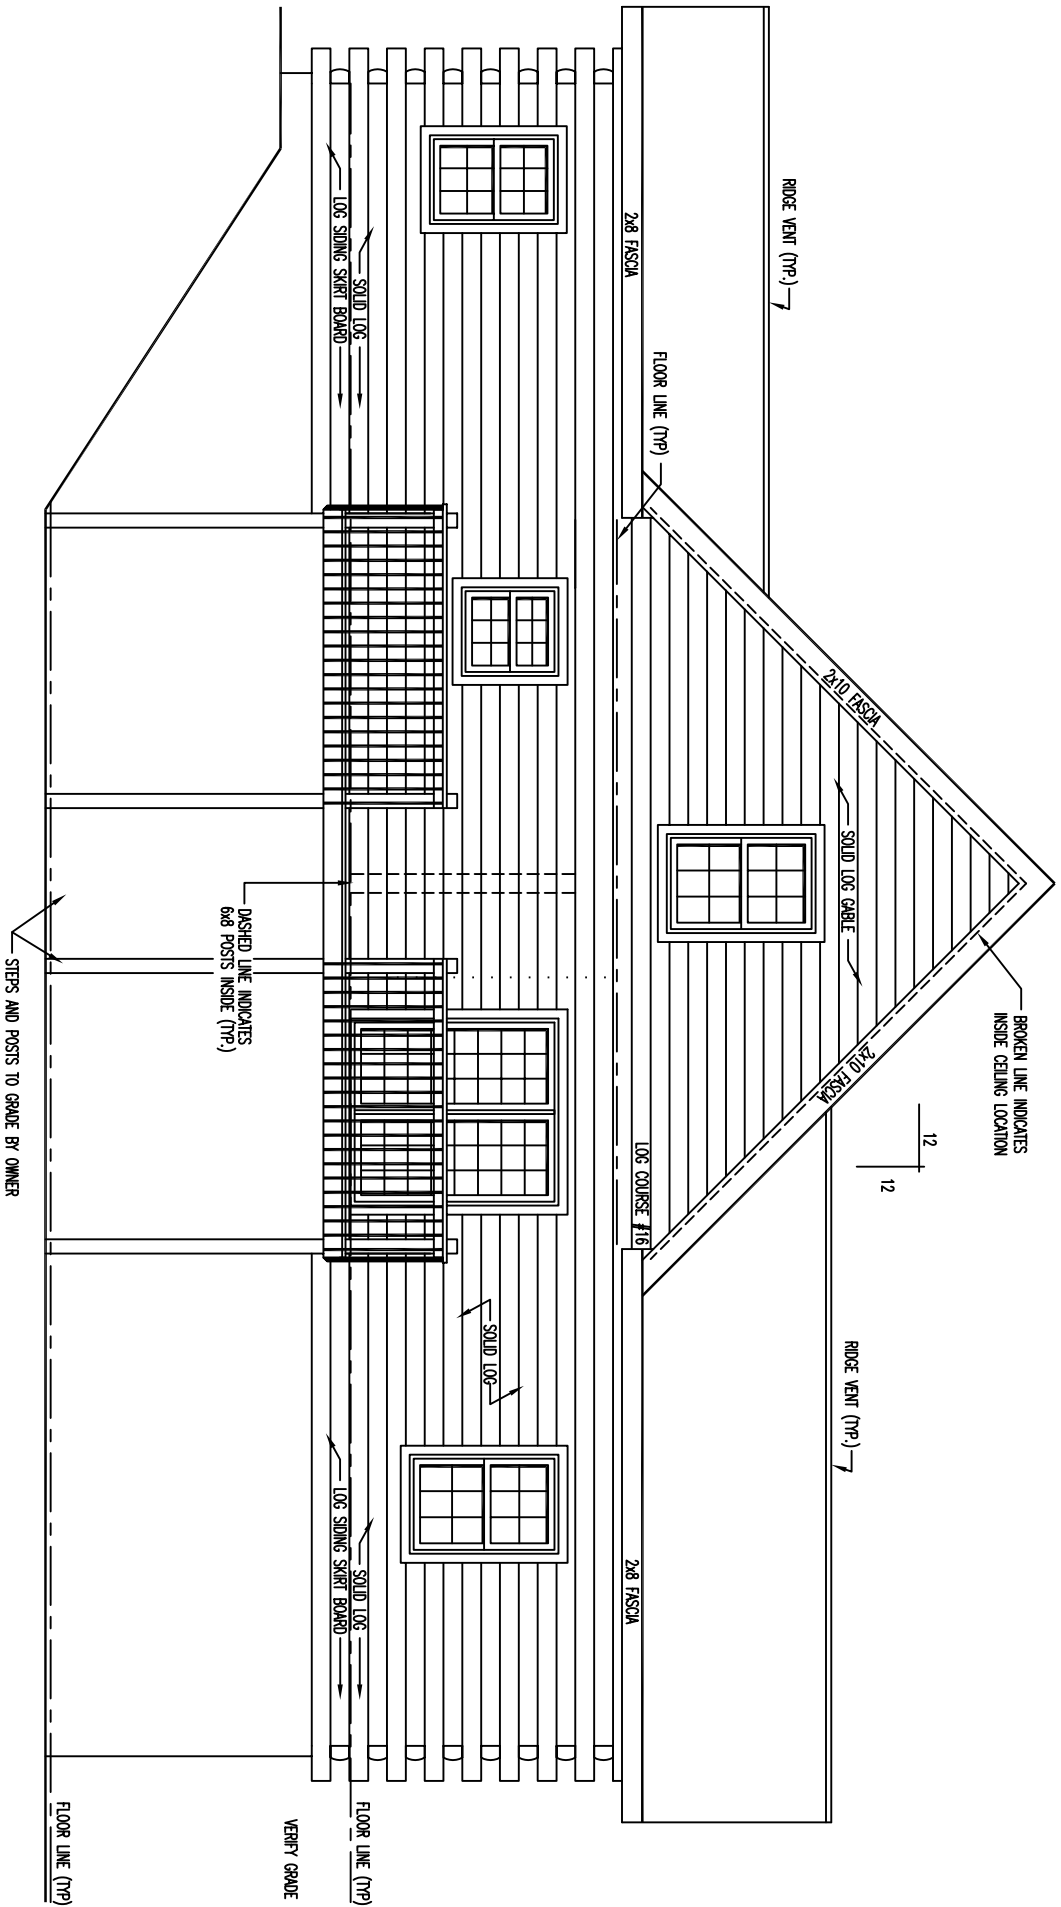 BROKEN LINE INDICATES
INSIDE CEILING LOCATION
12
12
2x10 FASCIA
2x10 FASCIA
SOLID LOG GABLE
RIDGE VENT (TYP.)
RIDGE VENT (TYP.)
FLOOR LINE (TYP)
LOG COURSE #16
2x8 FASCIA
2x8 FASCIA
SOLID LOG
SOLID LOG
LOG SIDING SKIRT BOARD
SOLID LOG
LOG SIDING SKIRT BOARD
FLOOR LINE (TYP)
VERIFY GRADE
DASHED LINE INDICATES
6x8 POSTS INSIDE (TYP.)
FLOOR LINE (TYP)
STEPS AND POSTS TO GRADE BY OWNER